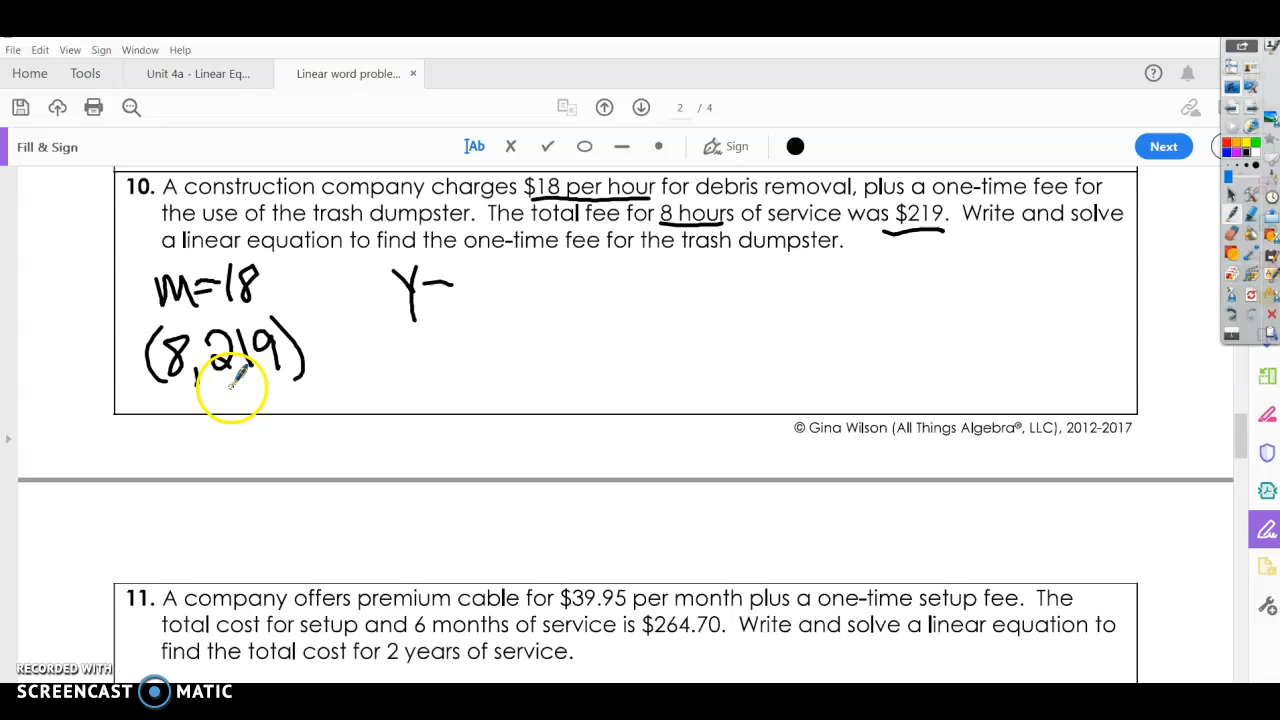 File Edit View Sign Window Help
Home Tools Unit 4a - Linear Eq... Linear word proble... ×
2 / 4
Fill & Sign Ab Sign Next
10. A construction company charges $18 per hour for debris removal, plus a one-time fee for
the use of the trash dumpster. The total fee for 8 hours of service was $219. Write and solve
a linear equation to find the one-time fee for the trash dumpster.
m=18 y-
(8,219)
© Gina Wilson (All Things Algebra®, LLC), 2012-2017
11. A company offers premium cable for $39.95 per month plus a one-time setup fee. The
total cost for setup and 6 months of service is $264.70. Write and solve a linear equation to
find the total cost for 2 years of service.
RECORDED WITH
SCREENCAST MATIC